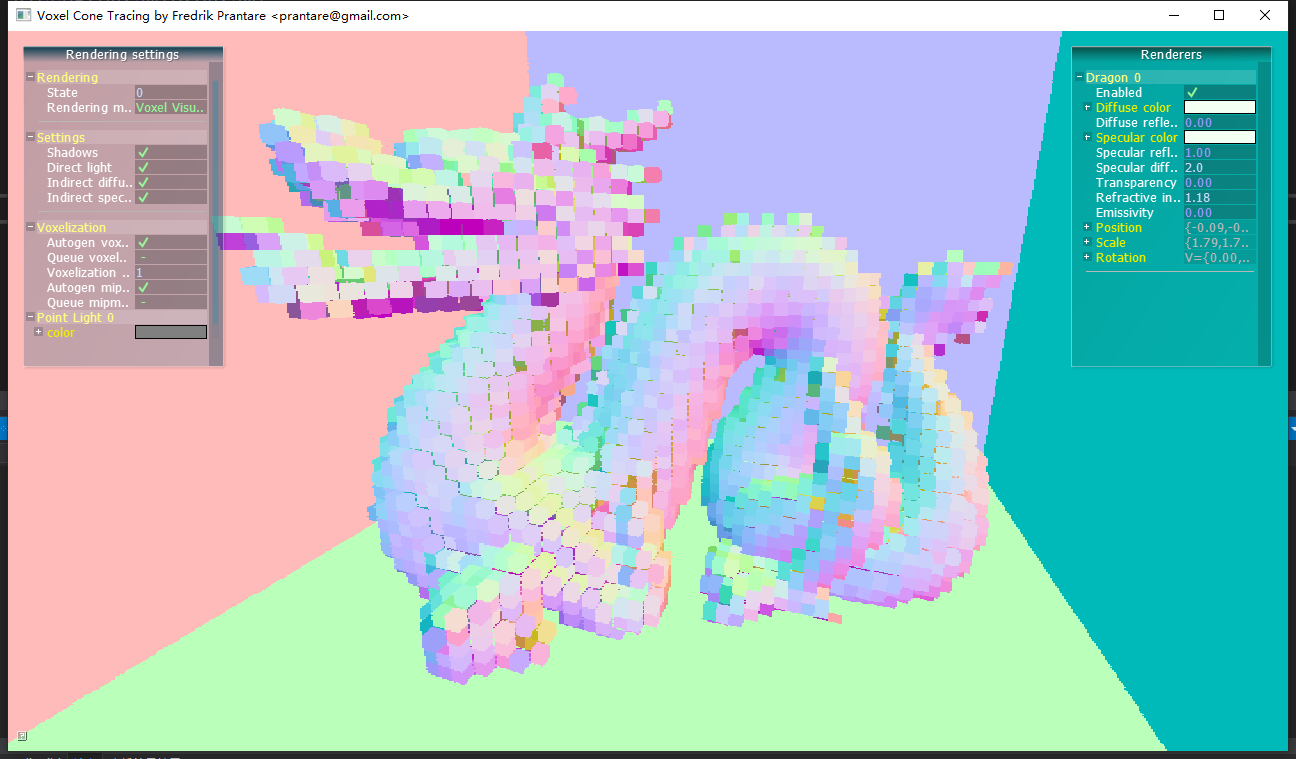 Voxel Cone Tracing by Fredrik Prantare <prantare@gmail.com>
Rendering settings
Rendering
State 0
Rendering m.. Voxel Visu..
Settings
Shadows
Direct light
Indirect diffu..
Indirect spec..
Voxelization
Autogen vox..
Queue voxel.. -
Voxelization .. 1
Autogen mip..
Queue mipm.. -
Point Light 0
color
Renderers
Dragon 0
Enabled
Diffuse color
Diffuse refle.. 0.00
Specular color
Specular refl.. 1.00
Specular diff.. 2.0
Transparency 0.00
Refractive in.. 1.18
Emissivity 0.00
Position {-0.09,-0..
Scale {1.79,1.7..
Rotation V={0.00,..